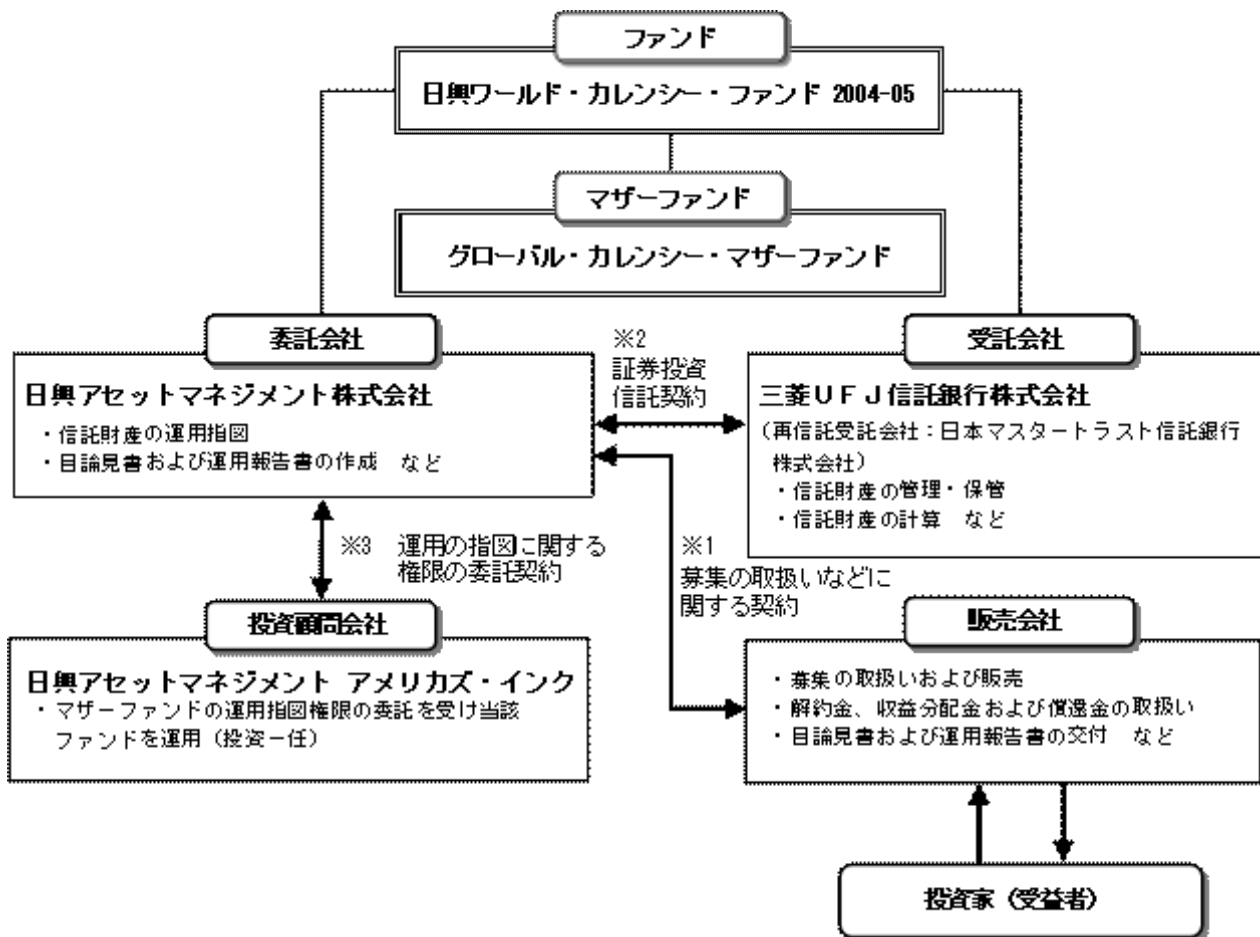 ファンド
日興ワールド・カレンシー・ファンド 2004-05
マザーファンド
グローバル・カレンシー・マザーファンド
委託会社
日興アセットマネジメント株式会社
・信託財産の運用指図
・目論見書および運用報告書の作成 など
※2
証券投資
信託契約
受託会社
三菱UFJ信託銀行株式会社
(再信託受託会社:日本マスタートラスト信託銀行
株式会社)
・信託財産の管理・保管
・信託財産の計算 など
※3 運用の指図に関する
権限の委託契約
※1
募集の取扱いなどに
関する契約
投資顧問会社
日興アセットマネジメント アメリカズ・インク
・マザーファンドの運用指図権限の委託を受け当該
ファンドを運用(投資一任)
販売会社
・募集の取扱いおよび販売
・解約金、収益分配金および償還金の取扱い
・目論見書および運用報告書の交付 など
投資家(受益者)